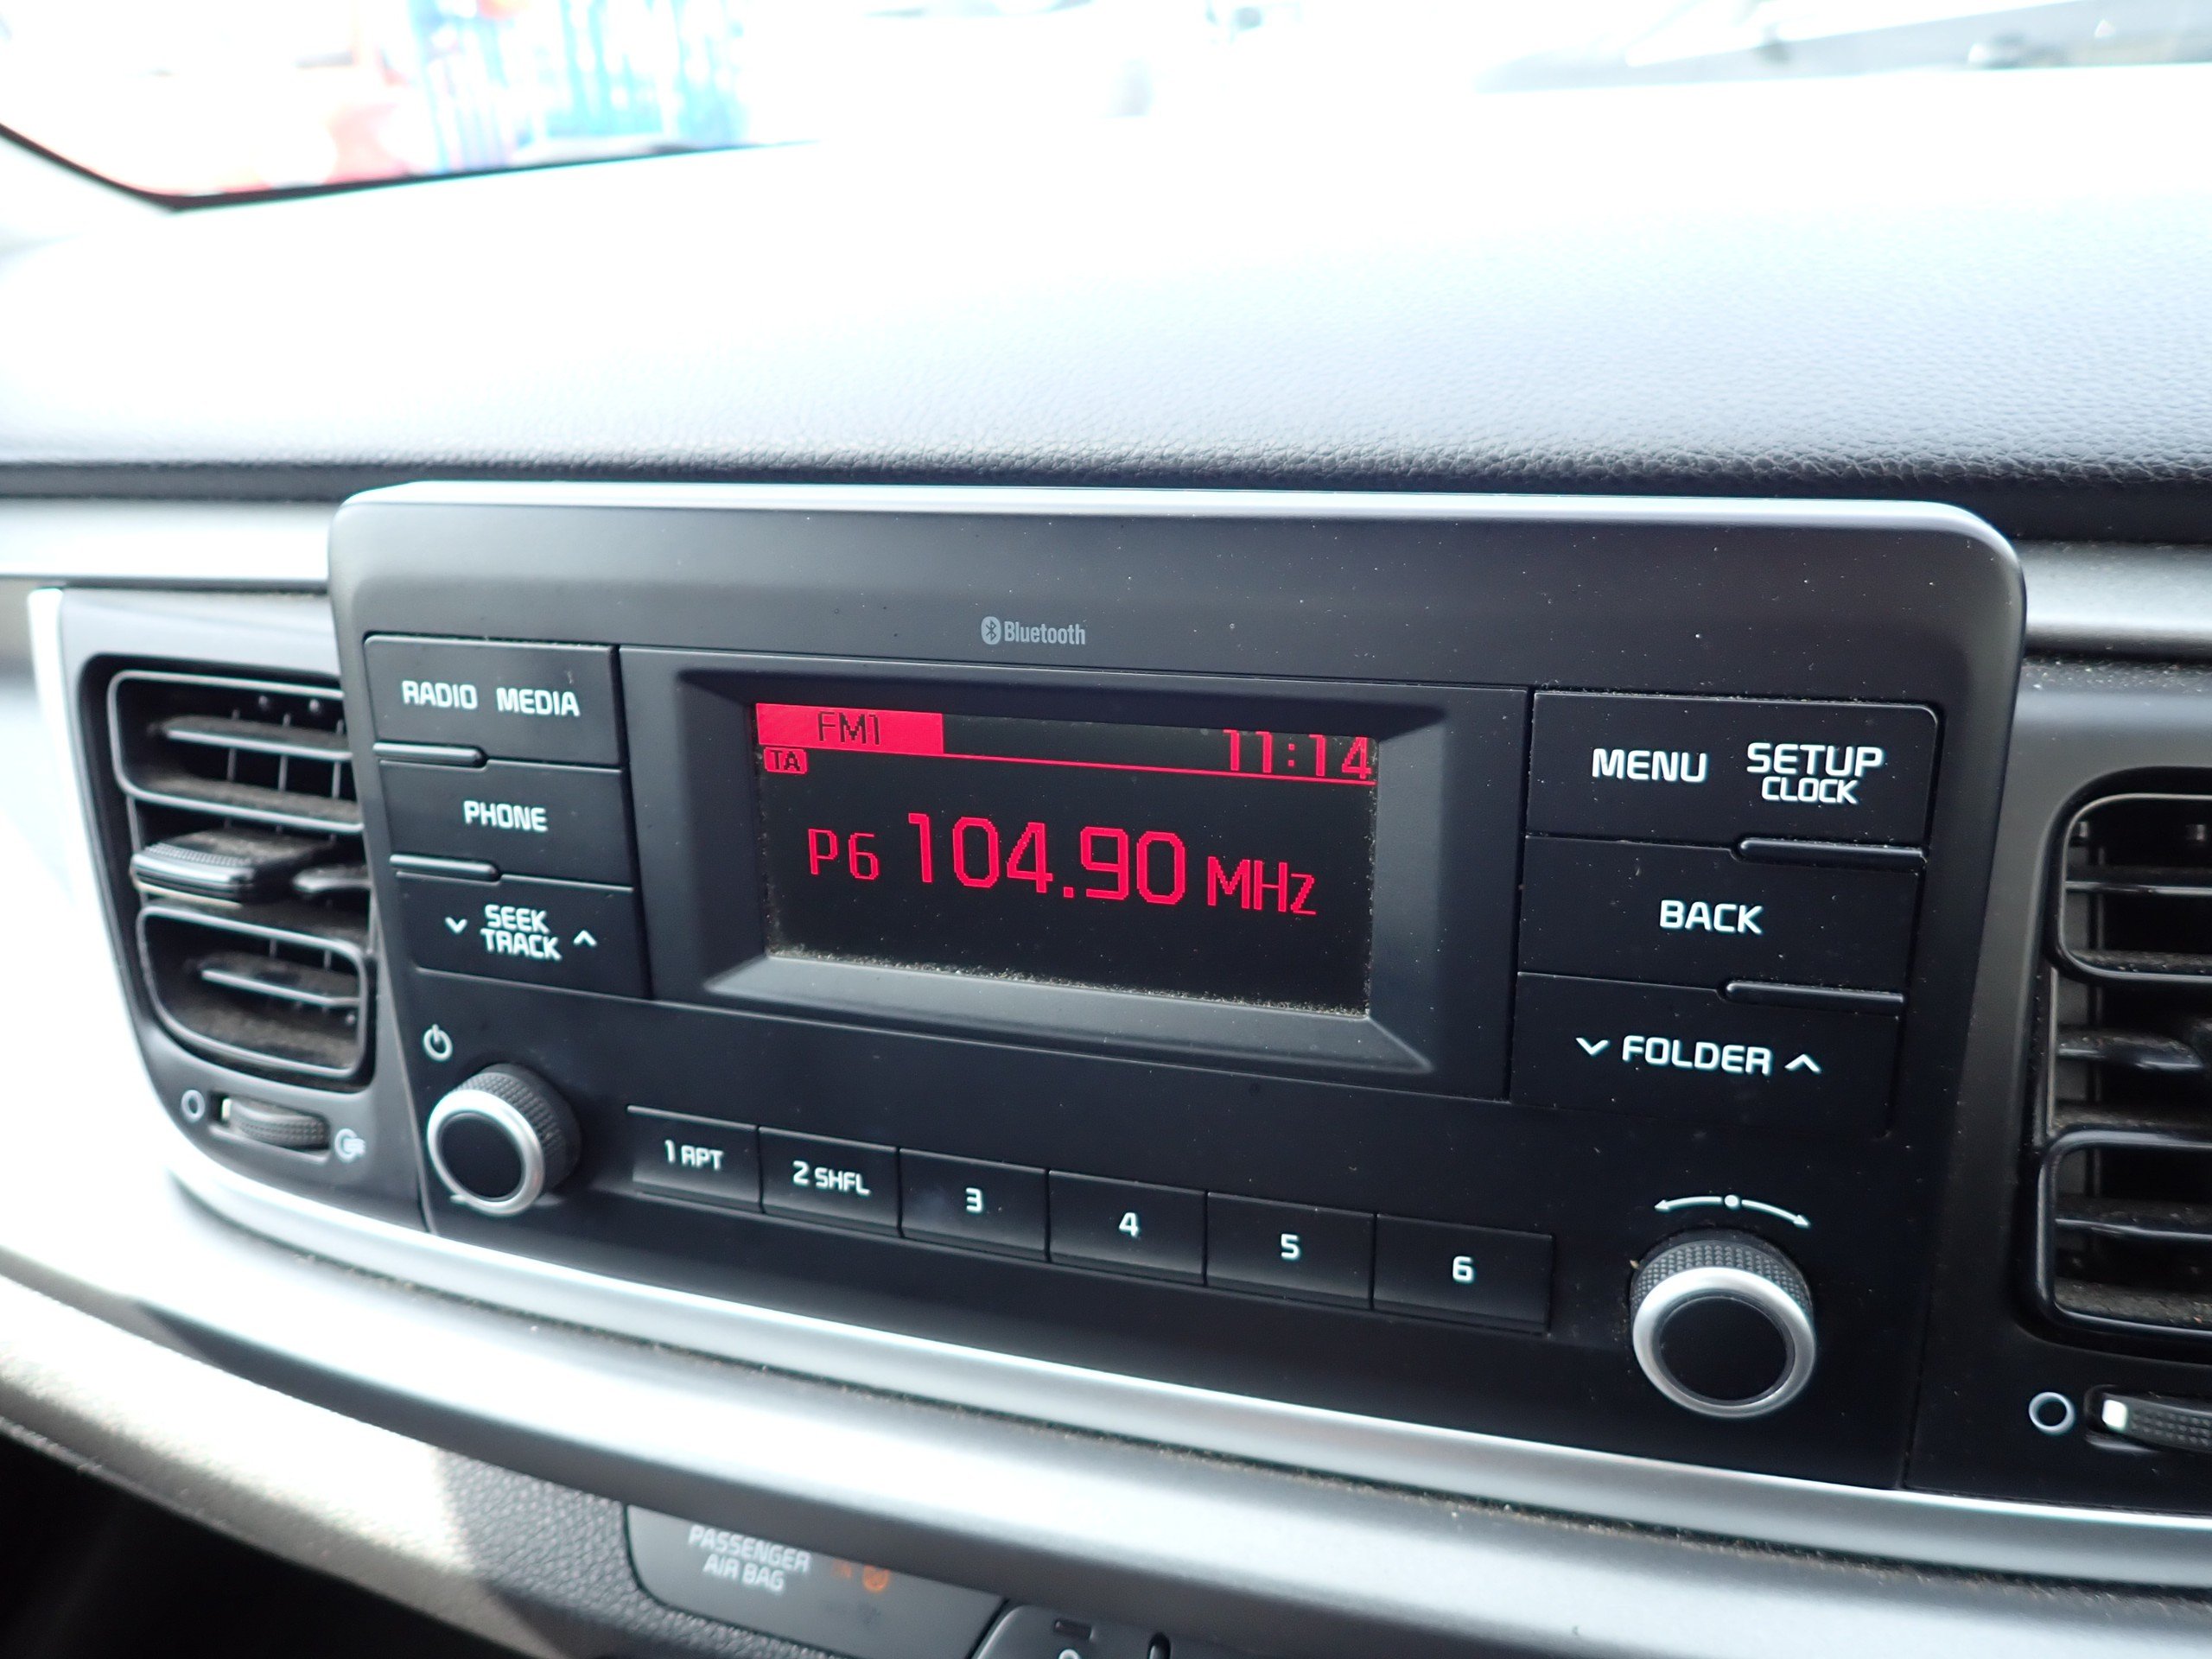 Bluetooth
RADIO MEDIA
PHONE
SEEK
TRACK
FM1 11:14
TA
P6 104.90 MHz
MENU SETUP
CLOCK
BACK
FOLDER
1 RPT 2 SHFL 3 4 5 6
PASSENGER
AIR BAG